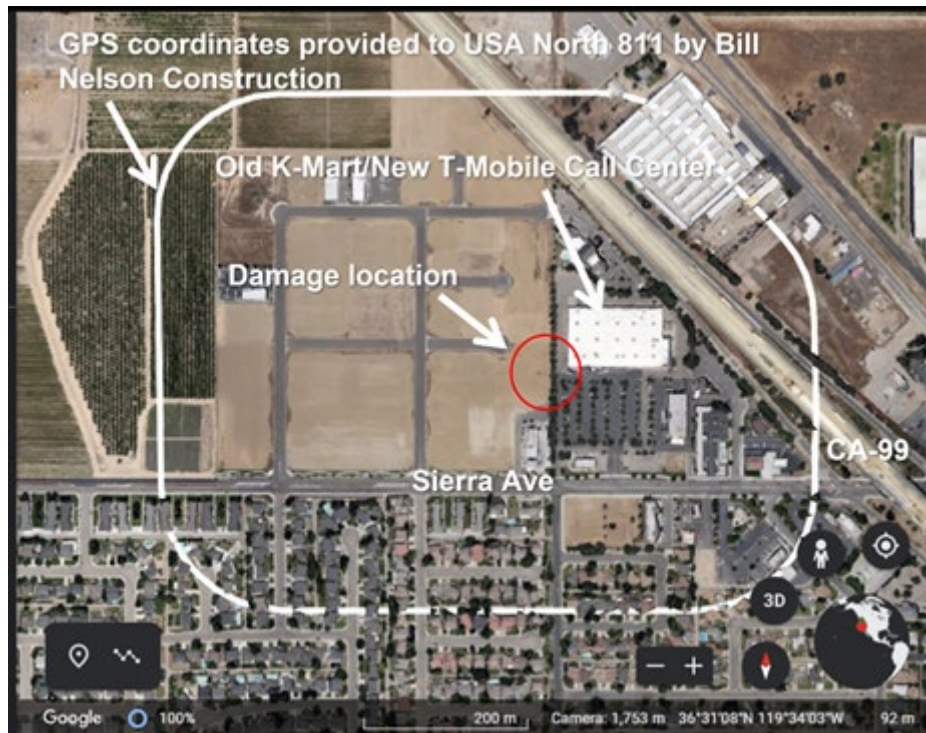 GPS coordinates provided to USA North 811 by Bill
Nelson Construction
Old K-Mart/New T-Mobile Call Center
Damage location
CA-99
Sierra Ave
3D
Google 100% 200 m Camera: 1,753 m 36°31'08"N 119°34'03"W 92 m